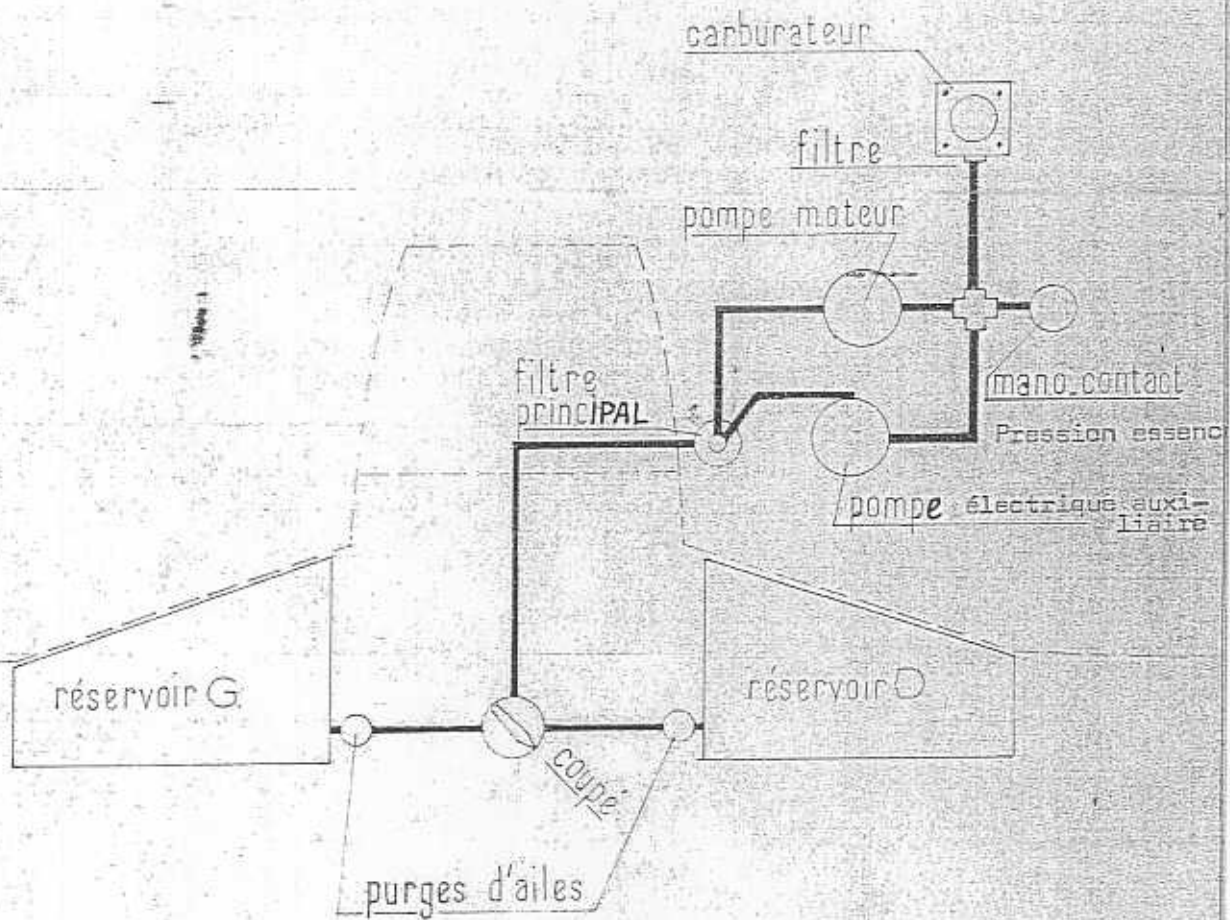 carburateur
filtre
pompe moteur
filtre
principal
mano-contact
Pression essenc
pompe électrique auxi-
liaire
réservoir G
réservoir D
coupé
purges d'ailes